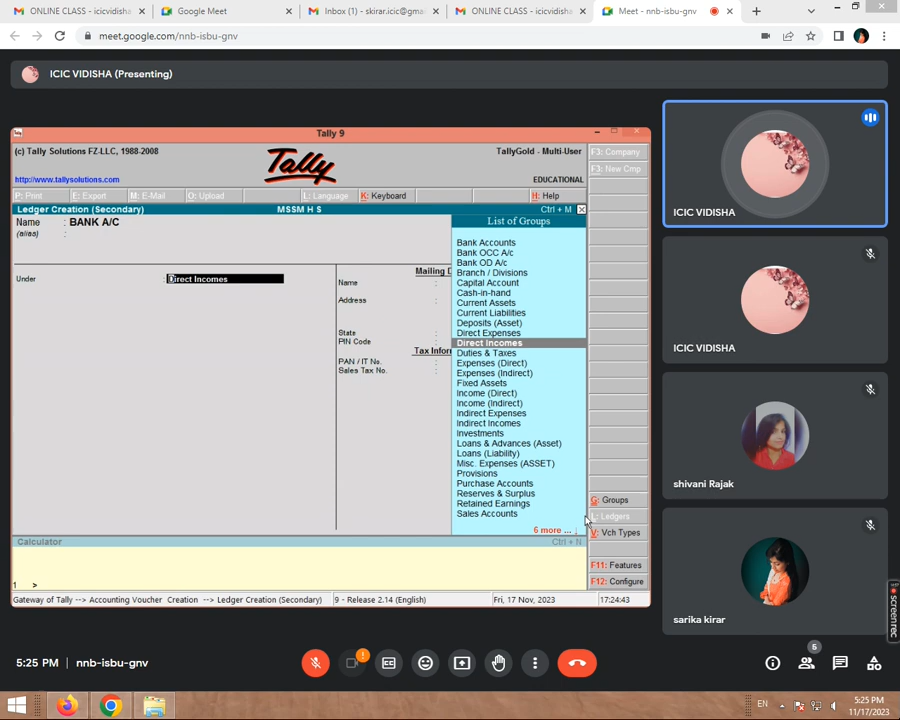 ONLINE CLASS - icicvidisha
Google Meet
Inbox (1) - skirar.icic@gma
ONLINE CLASS - icicvidisha
Meet - nnb-isbu-gnv
meet.google.com/nnb-isbu-gnv
ICIC VIDISHA (Presenting)
Tally 9
(c) Tally Solutions FZ-LLC, 1988-2008
Tally
TallyGold - Multi-User
http://www.tallysolutions.com
EDUCATIONAL
F3: Company
F3: New Cmp
P: Print
E: Export
M: E-Mail
O: Upload
L: Language
K: Keyboard
H: Help
Ledger Creation (Secondary)
MSSM H S
Ctrl + M
Name : BANK A/C
(alias) :
Under : Direct Incomes
Mailing D
Name :
Address :
State :
PIN Code :
Tax Infor
PAN / IT No. :
Sales Tax No. :
List of Groups
Bank Accounts
Bank OCC A/c
Bank OD A/c
Branch / Divisions
Capital Account
Cash-in-hand
Current Assets
Current Liabilities
Deposits (Asset)
Direct Expenses
Direct Incomes
Duties & Taxes
Expenses (Direct)
Expenses (Indirect)
Fixed Assets
Income (Direct)
Income (Indirect)
Indirect Expenses
Indirect Incomes
Investments
Loans & Advances (Asset)
Loans (Liability)
Misc. Expenses (ASSET)
Provisions
Purchase Accounts
Reserves & Surplus
Retained Earnings
Sales Accounts
6 more ... ↓
G: Groups
L: Ledgers
V: Vch Types
F11: Features
F12: Configure
Calculator
Ctrl + N
1 >
Gateway of Tally --> Accounting Voucher Creation --> Ledger Creation (Secondary)
9 - Release 2.14 (English)
Fri, 17 Nov, 2023
17:24:43
ICIC VIDISHA
ICIC VIDISHA
shivani Rajak
sarika kirar
screenrec
5:25 PM | nnb-isbu-gnv
5
EN
5:25 PM
11/17/2023